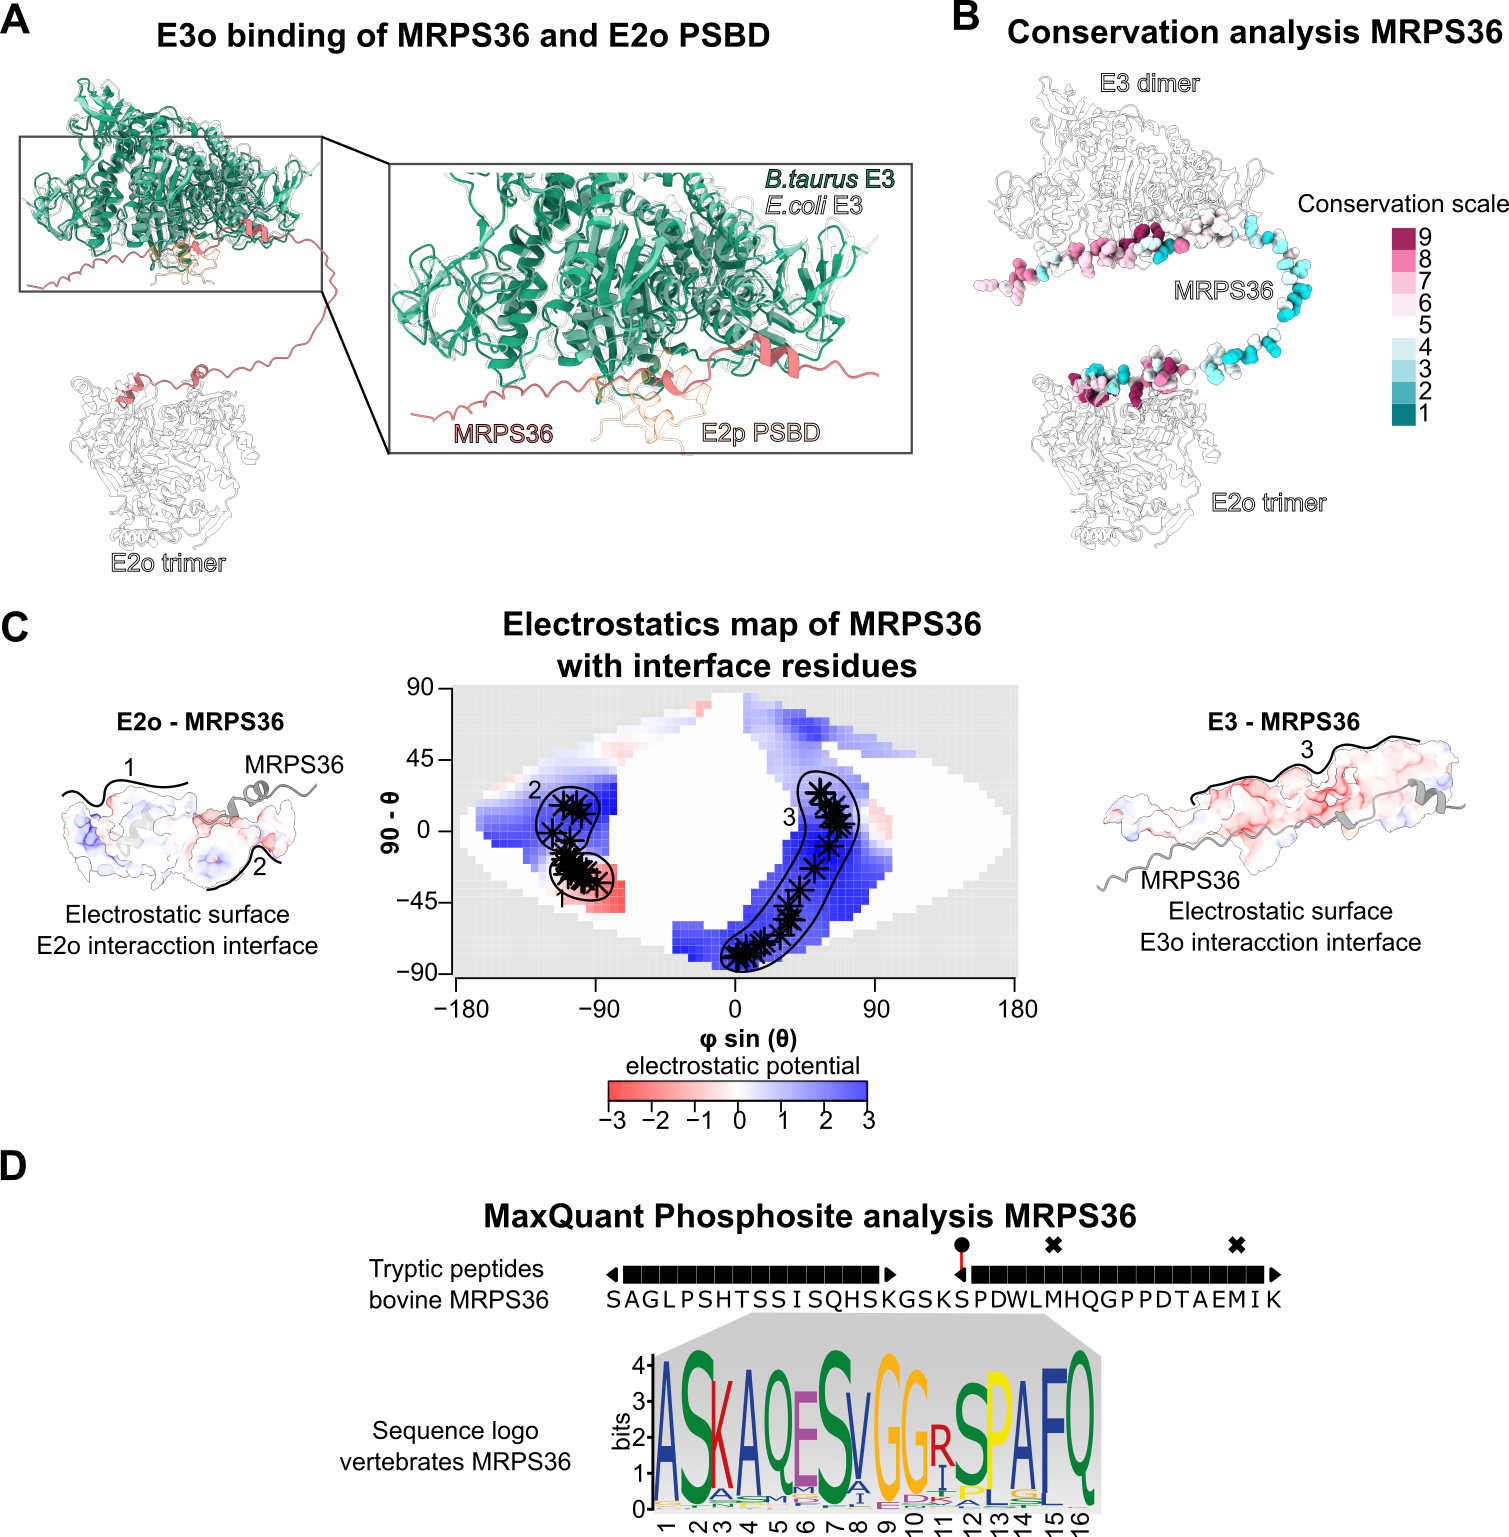 A
E3o binding of MRPS36 and E2o PSBD
B.taurus E3
E.coli E3
MRPS36
E2p PSBD
E2o trimer
B
Conservation analysis MRPS36
E3 dimer
MRPS36
E2o trimer
Conservation scale
9
8
7
6
5
4
3
2
1
C
Electrostatics map of MRPS36
with interface residues
E2o - MRPS36
1
MRPS36
2
Electrostatic surface
E2o interacction interface
90
45
0
−45
−90
90 - θ
2
1
3
−180
−90
0
90
180
φ sin (θ)
electrostatic potential
−3
−2
−1
0
1
2
3
E3 - MRPS36
3
MRPS36
Electrostatic surface
E3o interacction interface
D
MaxQuant Phosphosite analysis MRPS36
Tryptic peptides
bovine MRPS36
SAGLPSHTSSISQHSKGSKSPDWLMHQGPPDTAEMIK
Sequence logo
vertebrates MRPS36
bits
4
3
2
1
0
ASKAQESVGGRSPAFQ
1 2 3 4 5 6 7 8 9 10 11 12 13 14 15 16